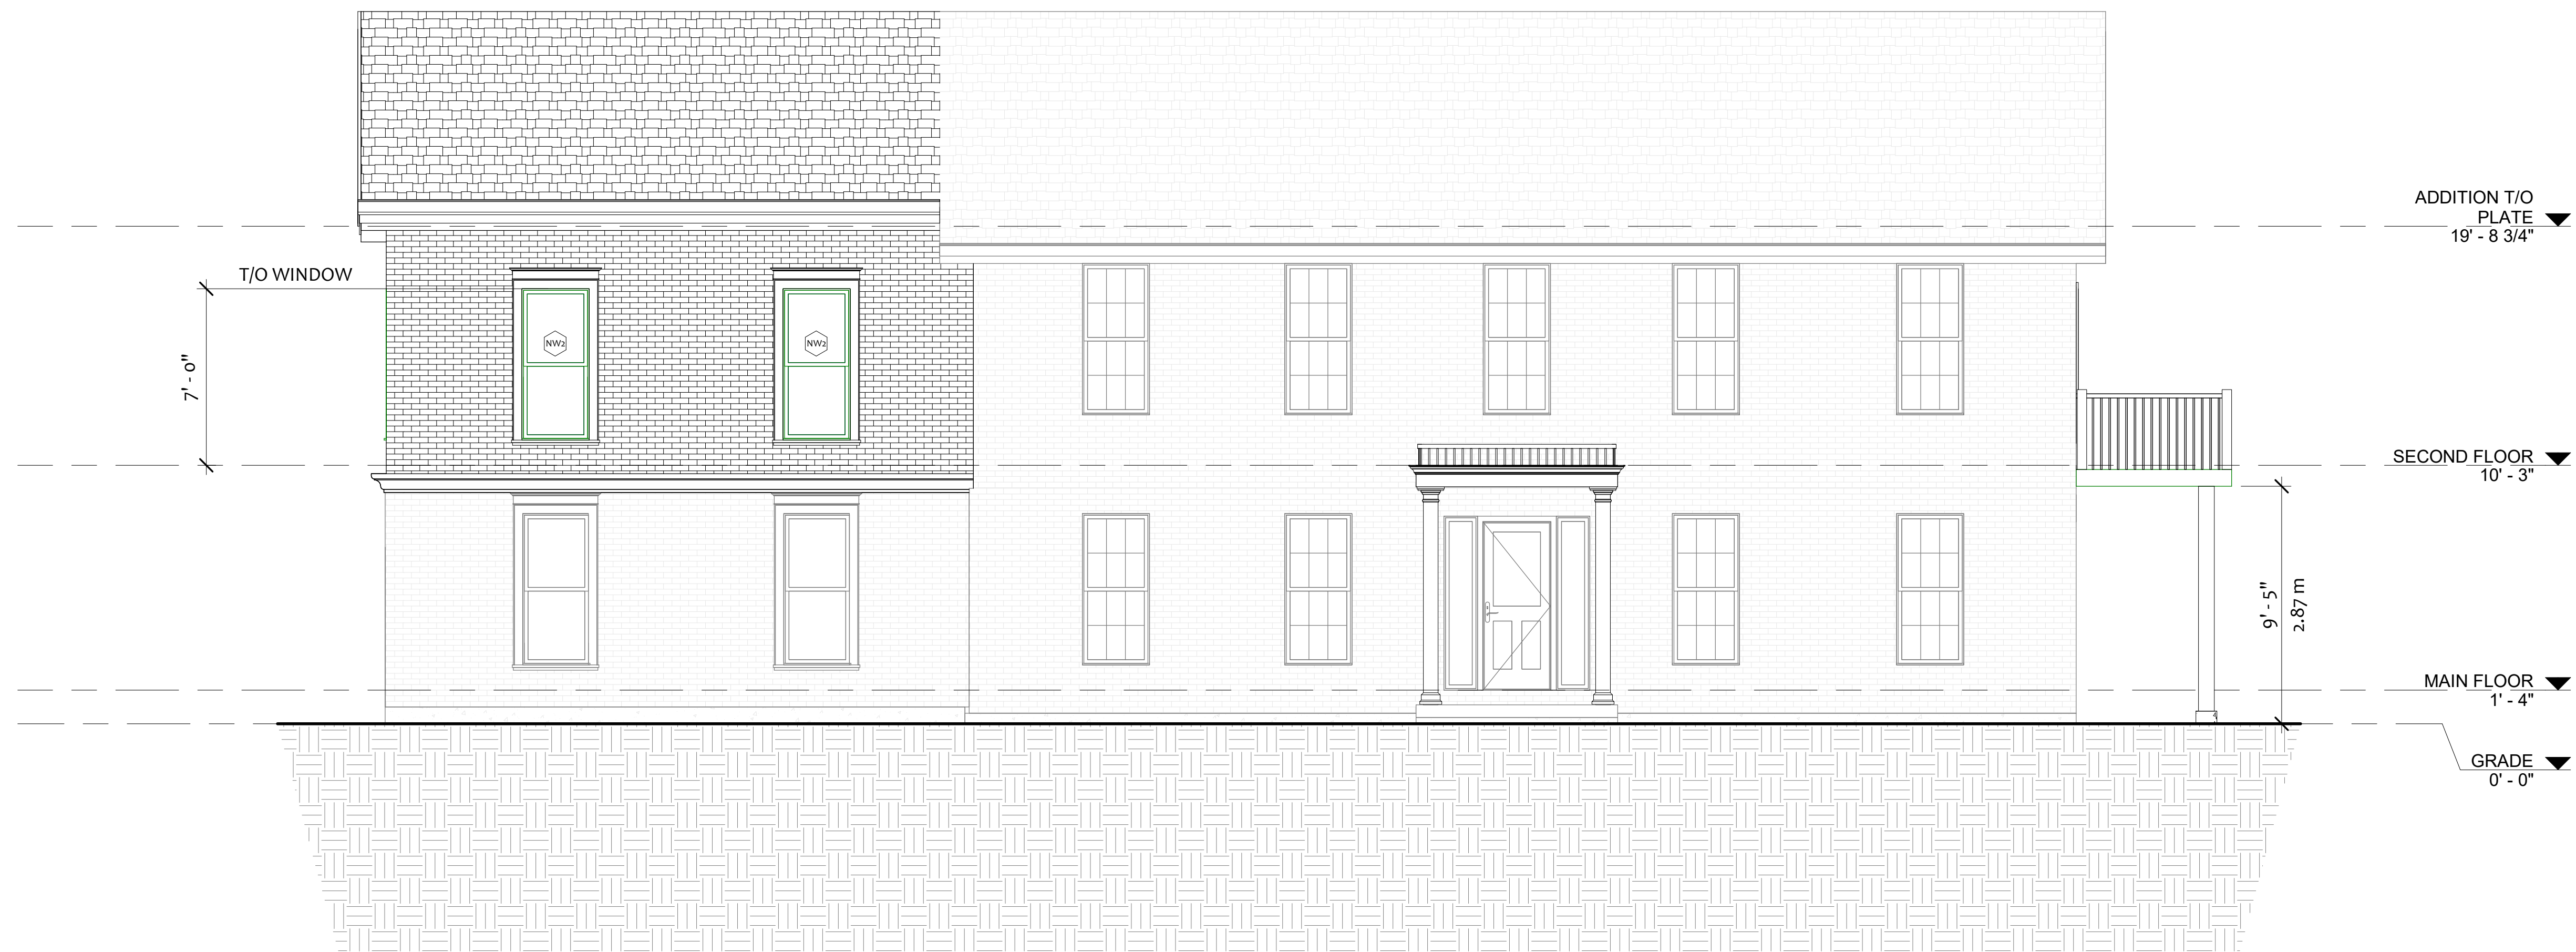 ADDITION T/O
PLATE
19' - 8 3/4"
T/O WINDOW
NW2
NW2
7' - 0"
SECOND FLOOR
10' - 3"
9' - 5"
2.87 m
MAIN FLOOR
1' - 4"
GRADE
0' - 0"